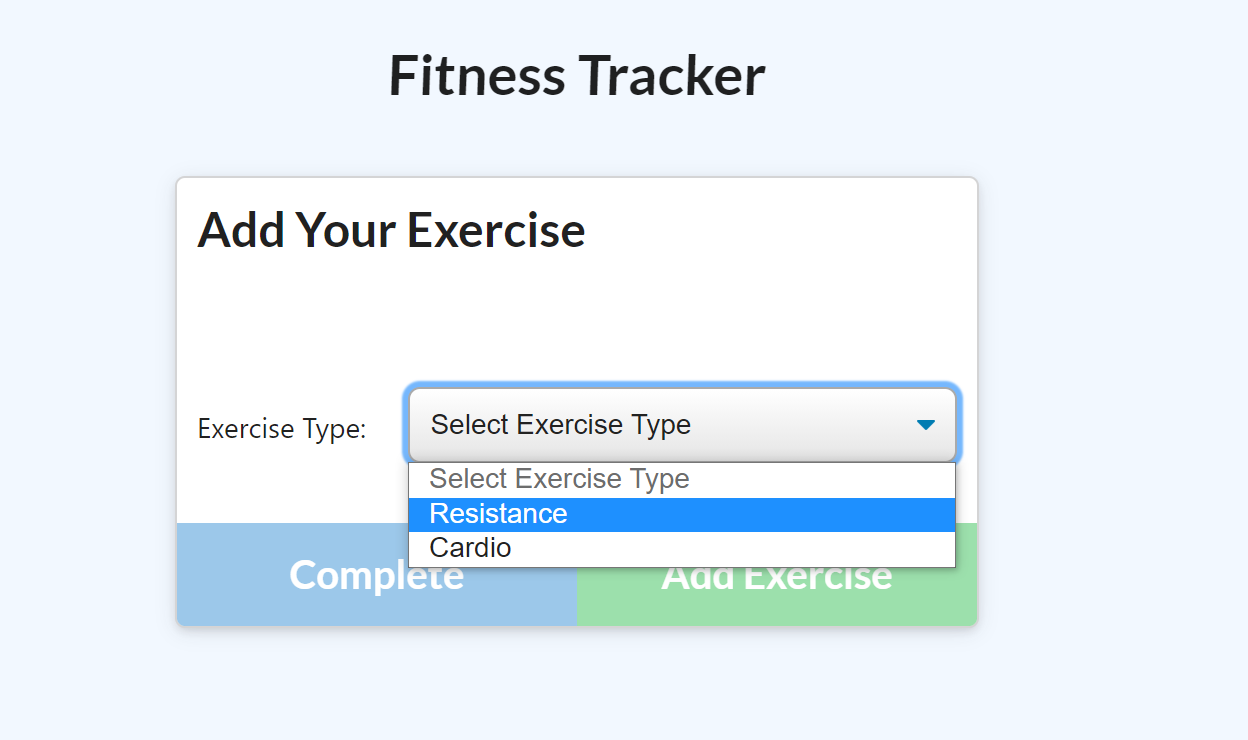 Fitness Tracker
Add Your Exercise
Exercise Type:
Select Exercise Type
Select Exercise Type
Resistance
Cardio
Complete
Add Exercise